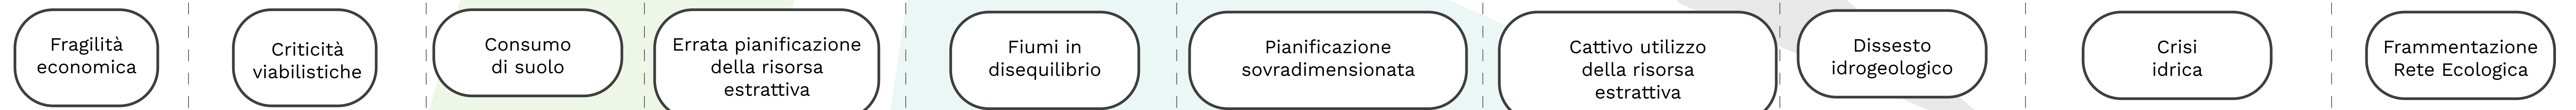 Fragilità
economica
Criticità
viabilistiche
Consumo
di suolo
Errata pianificazione
della risorsa
estrattiva
Fiumi in
disequilibrio
Pianificazione
sovradimensionata
Cattivo utilizzo
della risorsa
estrattiva
Dissesto
idrogeologico
Crisi
idrica
Frammentazione
Rete Ecologica